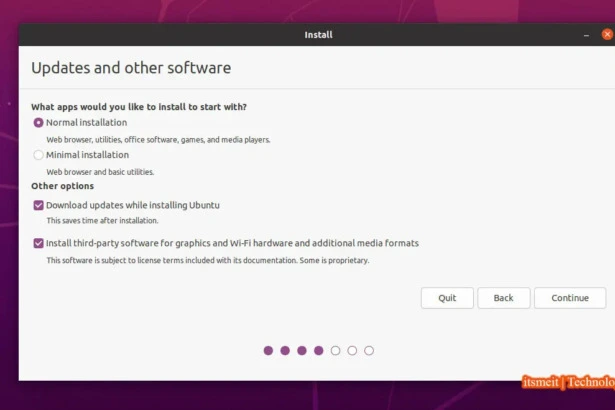 Install
Updates and other software
What apps would you like to install to start with?
Normal installation
Web browser, utilities, office software, games, and media players.
Minimal installation
Web browser and basic utilities.
Other options
Download updates while installing Ubuntu
This saves time after installation.
Install third-party software for graphics and Wi-Fi hardware and additional media formats
This software is subject to license terms included with its documentation. Some is proprietary.
Quit Back Continue
itsmeit | Technolo